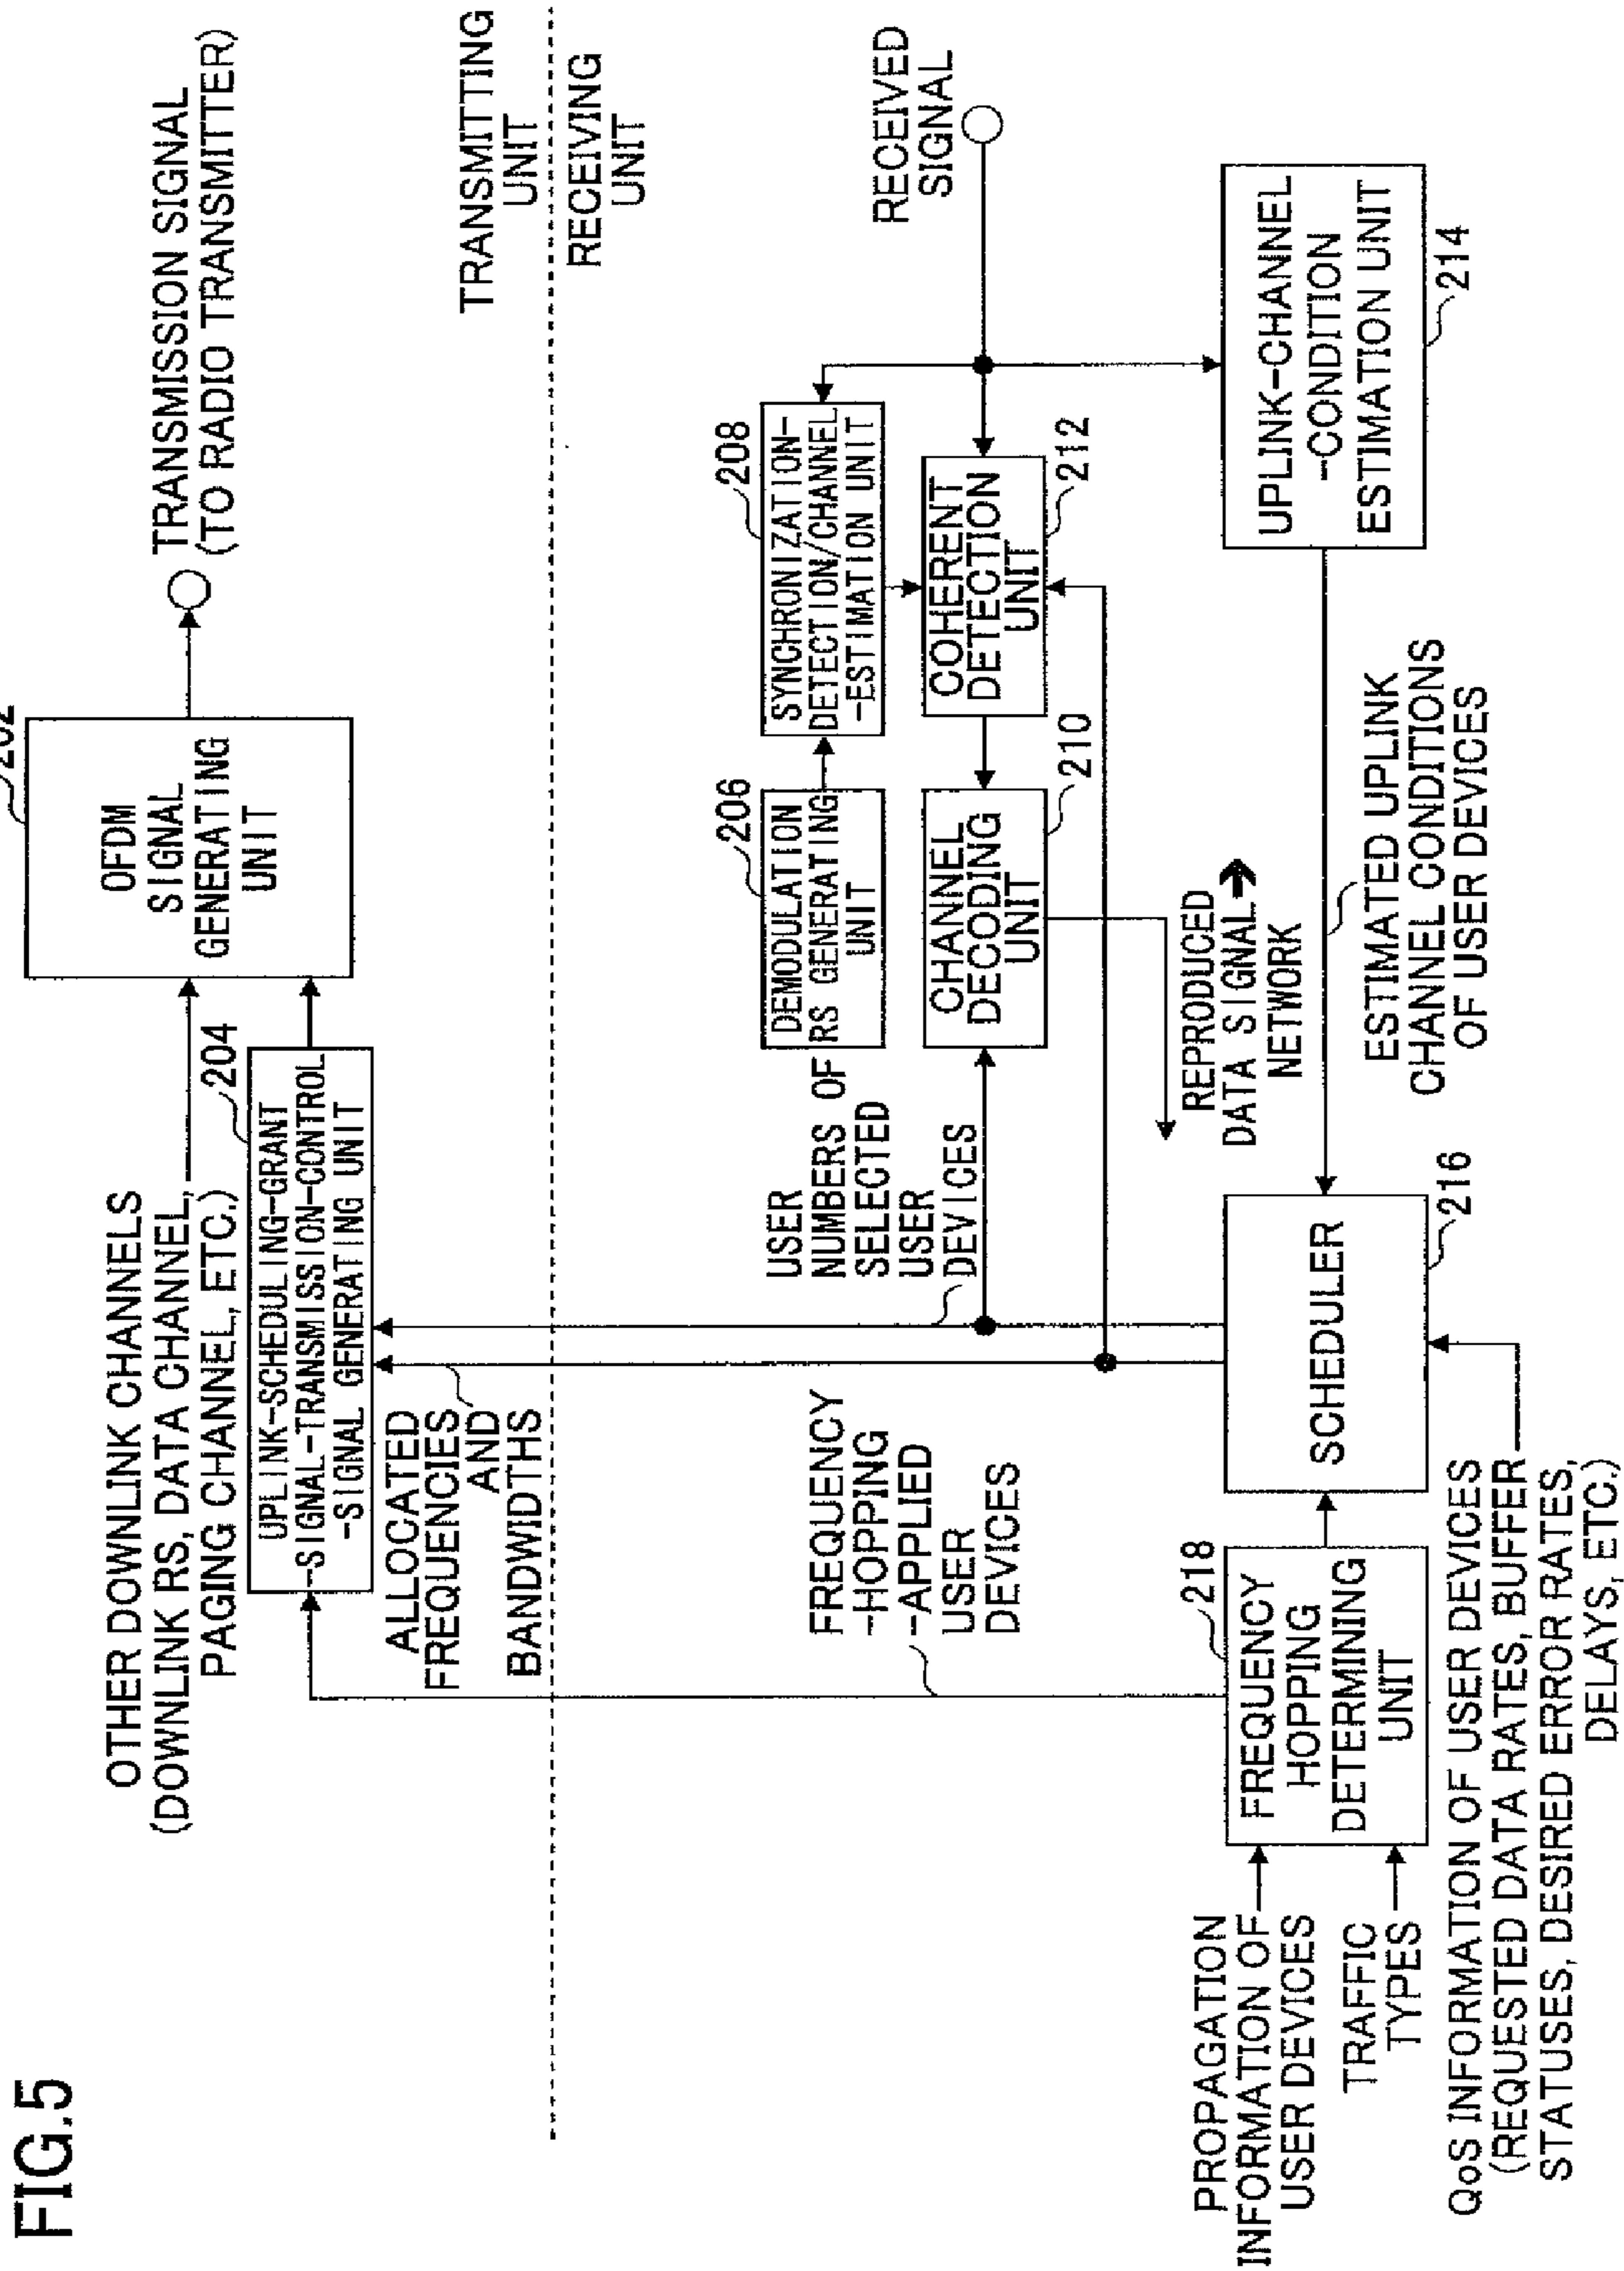 FIG.5
OTHER DOWNLINK CHANNELS
(DOWNLINK RS, DATA CHANNEL,
PAGING CHANNEL, ETC.)
202
OFDM
SIGNAL
GENERATING
UNIT
TRANSMISSION SIGNAL
(TO RADIO TRANSMITTER)
204
UPLINK-SCHEDULING-GRANT
-SIGNAL-TRANSMISSION-CONTROL
-SIGNAL GENERATING UNIT
ALLOCATED
FREQUENCIES
AND
BANDWIDTHS
TRANSMITTING
UNIT
RECEIVING
UNIT
FREQUENCY
-HOPPING
-APPLIED
USER
DEVICES
USER
NUMBERS OF
SELECTED
USER
DEVICES
206
DEMODULATION
RS GENERATING
UNIT
208
SYNCHRONIZATION-
DETECTION/CHANNEL
-ESTIMATION UNIT
RECEIVED
SIGNAL
CHANNEL
DECODING
UNIT
210
COHERENT
DETECTION
UNIT
212
REPRODUCED
DATA SIGNAL→
NETWORK
PROPAGATION
INFORMATION OF
USER DEVICES
TRAFFIC
TYPES
218
FREQUENCY
HOPPING
DETERMINING
UNIT
SCHEDULER
216
UPLINK-CHANNEL
-CONDITION
ESTIMATION UNIT
214
ESTIMATED UPLINK
CHANNEL CONDITIONS
OF USER DEVICES
QoS INFORMATION OF USER DEVICES
(REQUESTED DATA RATES, BUFFER
STATUSES, DESIRED ERROR RATES,
DELAYS, ETC.)